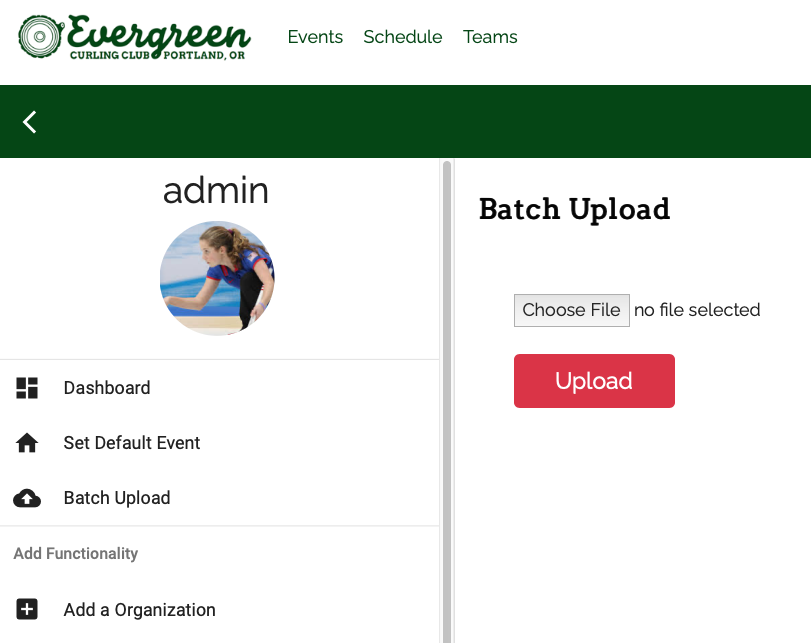 Evergreen
CURLING CLUB PORTLAND, OR
Events Schedule Teams
admin
Dashboard
Set Default Event
Batch Upload
Add Functionality
Add a Organization
Batch Upload
Choose File no file selected
Upload